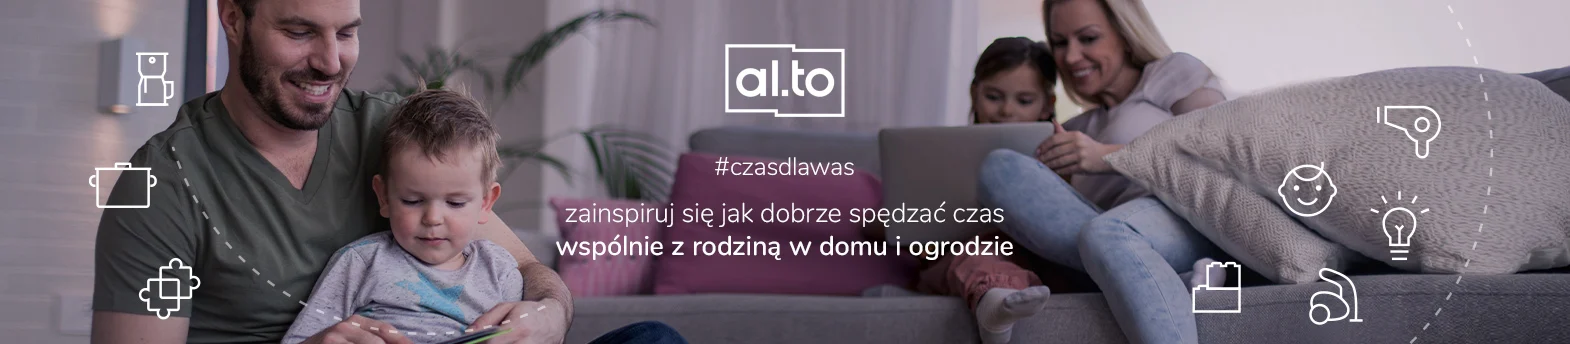 al.to
#czasdlawas
zainspiruj się jak dobrze spędzać czas
wspólnie z rodziną w domu i ogrodzie